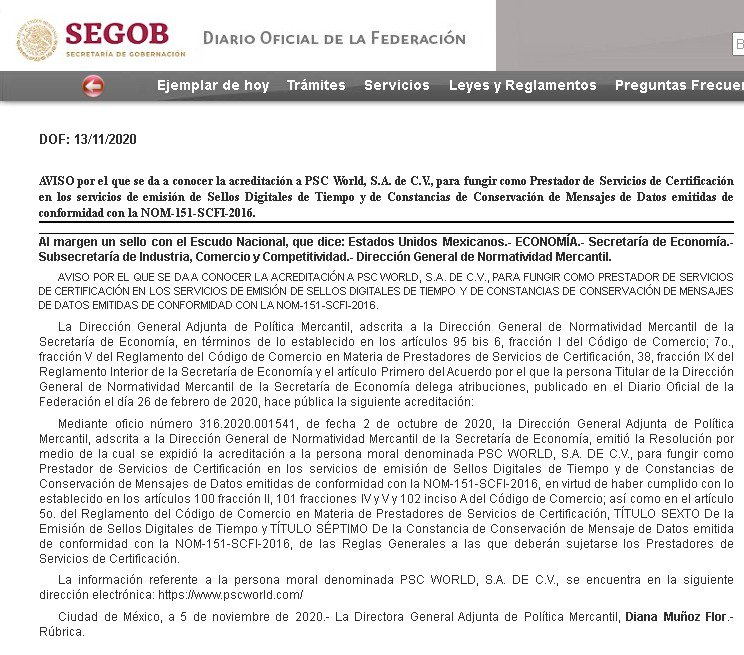 SEGOB
SECRETARÍA DE GOBERNACIÓN
DIARIO OFICIAL DE LA FEDERACIÓN
B
Ejemplar de hoy Trámites Servicios Leyes y Reglamentos Preguntas Frecuen
DOF: 13/11/2020
AVISO por el que se da a conocer la acreditación a PSC World, S.A. de C.V., para fungir como Prestador de Servicios de Certificación
en los servicios de emisión de Sellos Digitales de Tiempo y de Constancias de Conservación de Mensajes de Datos emitidas de
conformidad con la NOM-151-SCFI-2016.
Al margen un sello con el Escudo Nacional, que dice: Estados Unidos Mexicanos.- ECONOMÍA.- Secretaría de Economía.-
Subsecretaría de Industria, Comercio y Competitividad.- Dirección General de Normatividad Mercantil.
AVISO POR EL QUE SE DA A CONOCER LA ACREDITACIÓN A PSC WORLD, S.A. DE C.V., PARA FUNGIR COMO PRESTADOR DE SERVICIOS
DE CERTIFICACIÓN EN LOS SERVICIOS DE EMISIÓN DE SELLOS DIGITALES DE TIEMPO Y DE CONSTANCIAS DE CONSERVACIÓN DE MENSAJES
DE DATOS EMITIDAS DE CONFORMIDAD CON LA NOM-151-SCFI-2016.
La Dirección General Adjunta de Política Mercantil, adscrita a la Dirección General de Normatividad Mercantil de la
Secretaría de Economía, en términos de lo establecido en los artículos 95 bis 6, fracción I del Código de Comercio; 7o.,
fracción V del Reglamento del Código de Comercio en Materia de Prestadores de Servicios de Certificación, 38, fracción IX del
Reglamento Interior de la Secretaría de Economía y el artículo Primero del Acuerdo por el que la persona Titular de la Dirección
General de Normatividad Mercantil de la Secretaría de Economía delega atribuciones, publicado en el Diario Oficial de la
Federación el día 26 de febrero de 2020, hace pública la siguiente acreditación:
Mediante oficio número 316.2020.001541, de fecha 2 de octubre de 2020, la Dirección General Adjunta de Política
Mercantil, adscrita a la Dirección General de Normatividad Mercantil de la Secretaría de Economía, emitió la Resolución por
medio de la cual se expidió la acreditación a la persona moral denominada PSC WORLD, S.A. DE C.V., para fungir como
Prestador de Servicios de Certificación en los servicios de emisión de Sellos Digitales de Tiempo y de Constancias de
Conservación de Mensajes de Datos emitidas de conformidad con la NOM-151-SCFI-2016, en virtud de haber cumplido con lo
establecido en los artículos 100 fracción II, 101 fracciones IV y V y 102 inciso A del Código de Comercio; así como en el artículo
5o. del Reglamento del Código de Comercio en Materia de Prestadores de Servicios de Certificación, TÍTULO SEXTO De la
Emisión de Sellos Digitales de Tiempo y TÍTULO SÉPTIMO De la Constancia de Conservación de Mensaje de Datos emitida
de conformidad con la NOM-151-SCFI-2016, de las Reglas Generales a las que deberán sujetarse los Prestadores de
Servicios de Certificación.
La información referente a la persona moral denominada PSC WORLD, S.A. DE C.V., se encuentra en la siguiente
dirección electrónica: https://www.pscworld.com/
Ciudad de México, a 5 de noviembre de 2020.- La Directora General Adjunta de Política Mercantil, Diana Muñoz Flor.-
Rúbrica.